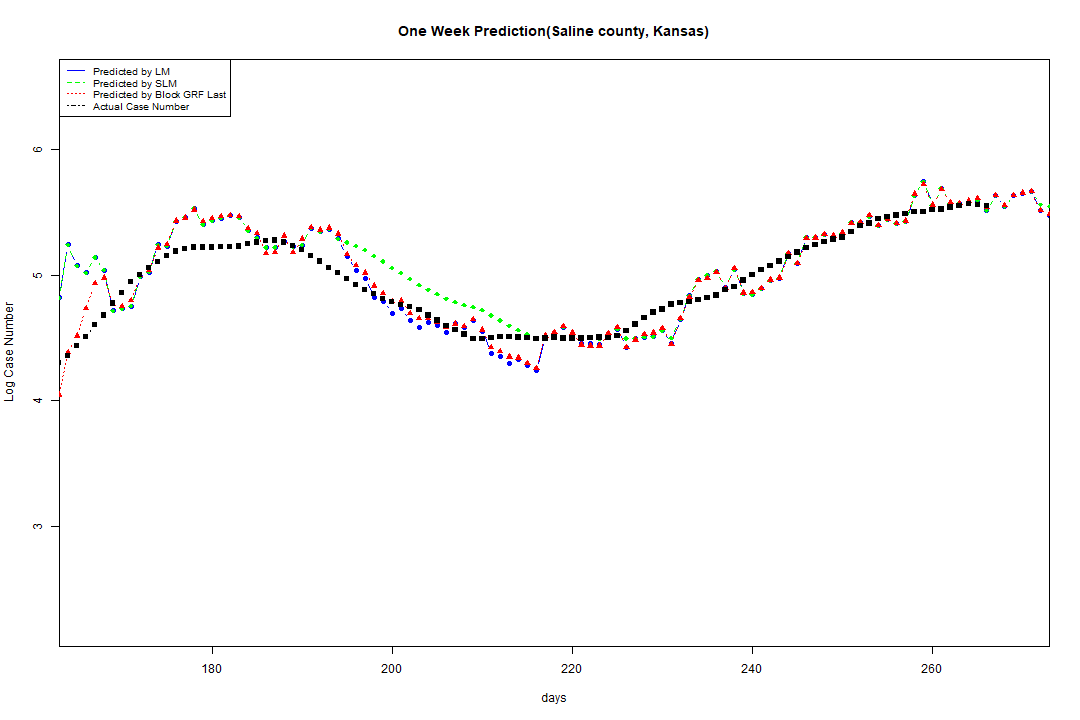 One Week Prediction(Saline county, Kansas)
Predicted by LM
Predicted by SLM
Predicted by Block GRF Last
Actual Case Number
Log Case Number
6
5
4
3
180 200 220 240 260
days